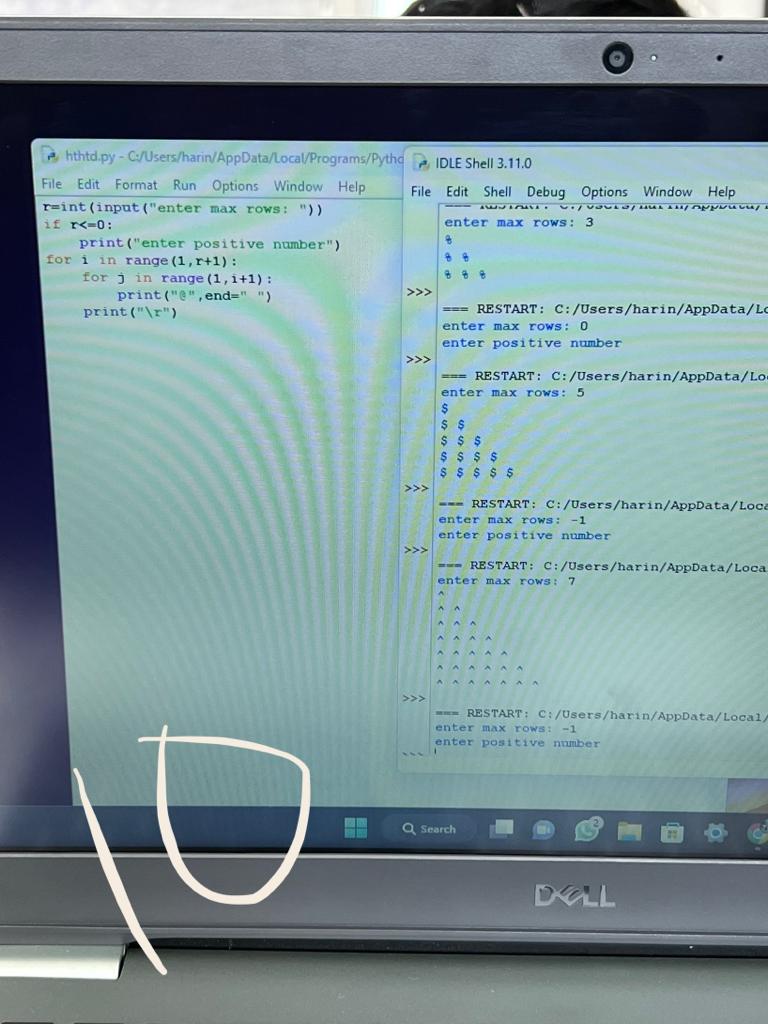 hthtd.py - C:/Users/harin/AppData/Local/Programs/Pytho
File Edit Format Run Options Window Help
r=int(input("enter max rows: "))
if r<=0:
    print("enter positive number")
for i in range(1,r+1):
    for j in range(1,i+1):
        print("@",end=" ")
    print("\r")
IDLE Shell 3.11.0
File Edit Shell Debug Options Window Help
enter max rows: 3
%
% %
% % %
>>>
=== RESTART: C:/Users/harin/AppData/Lo
enter max rows: 0
enter positive number
>>>
=== RESTART: C:/Users/harin/AppData/Lo
enter max rows: 5
$
$ $
$ $ $
$ $ $ $
$ $ $ $ $
>>>
=== RESTART: C:/Users/harin/AppData/Loca
enter max rows: -1
enter positive number
>>>
=== RESTART: C:/Users/harin/AppData/Loca
enter max rows: 7
^
^ ^
^ ^ ^
^ ^ ^ ^
^ ^ ^ ^ ^
^ ^ ^ ^ ^ ^
^ ^ ^ ^ ^ ^ ^
>>>
=== RESTART: C:/Users/harin/AppData/Local/
enter max rows: -1
enter positive number
10
Search
2
DELL